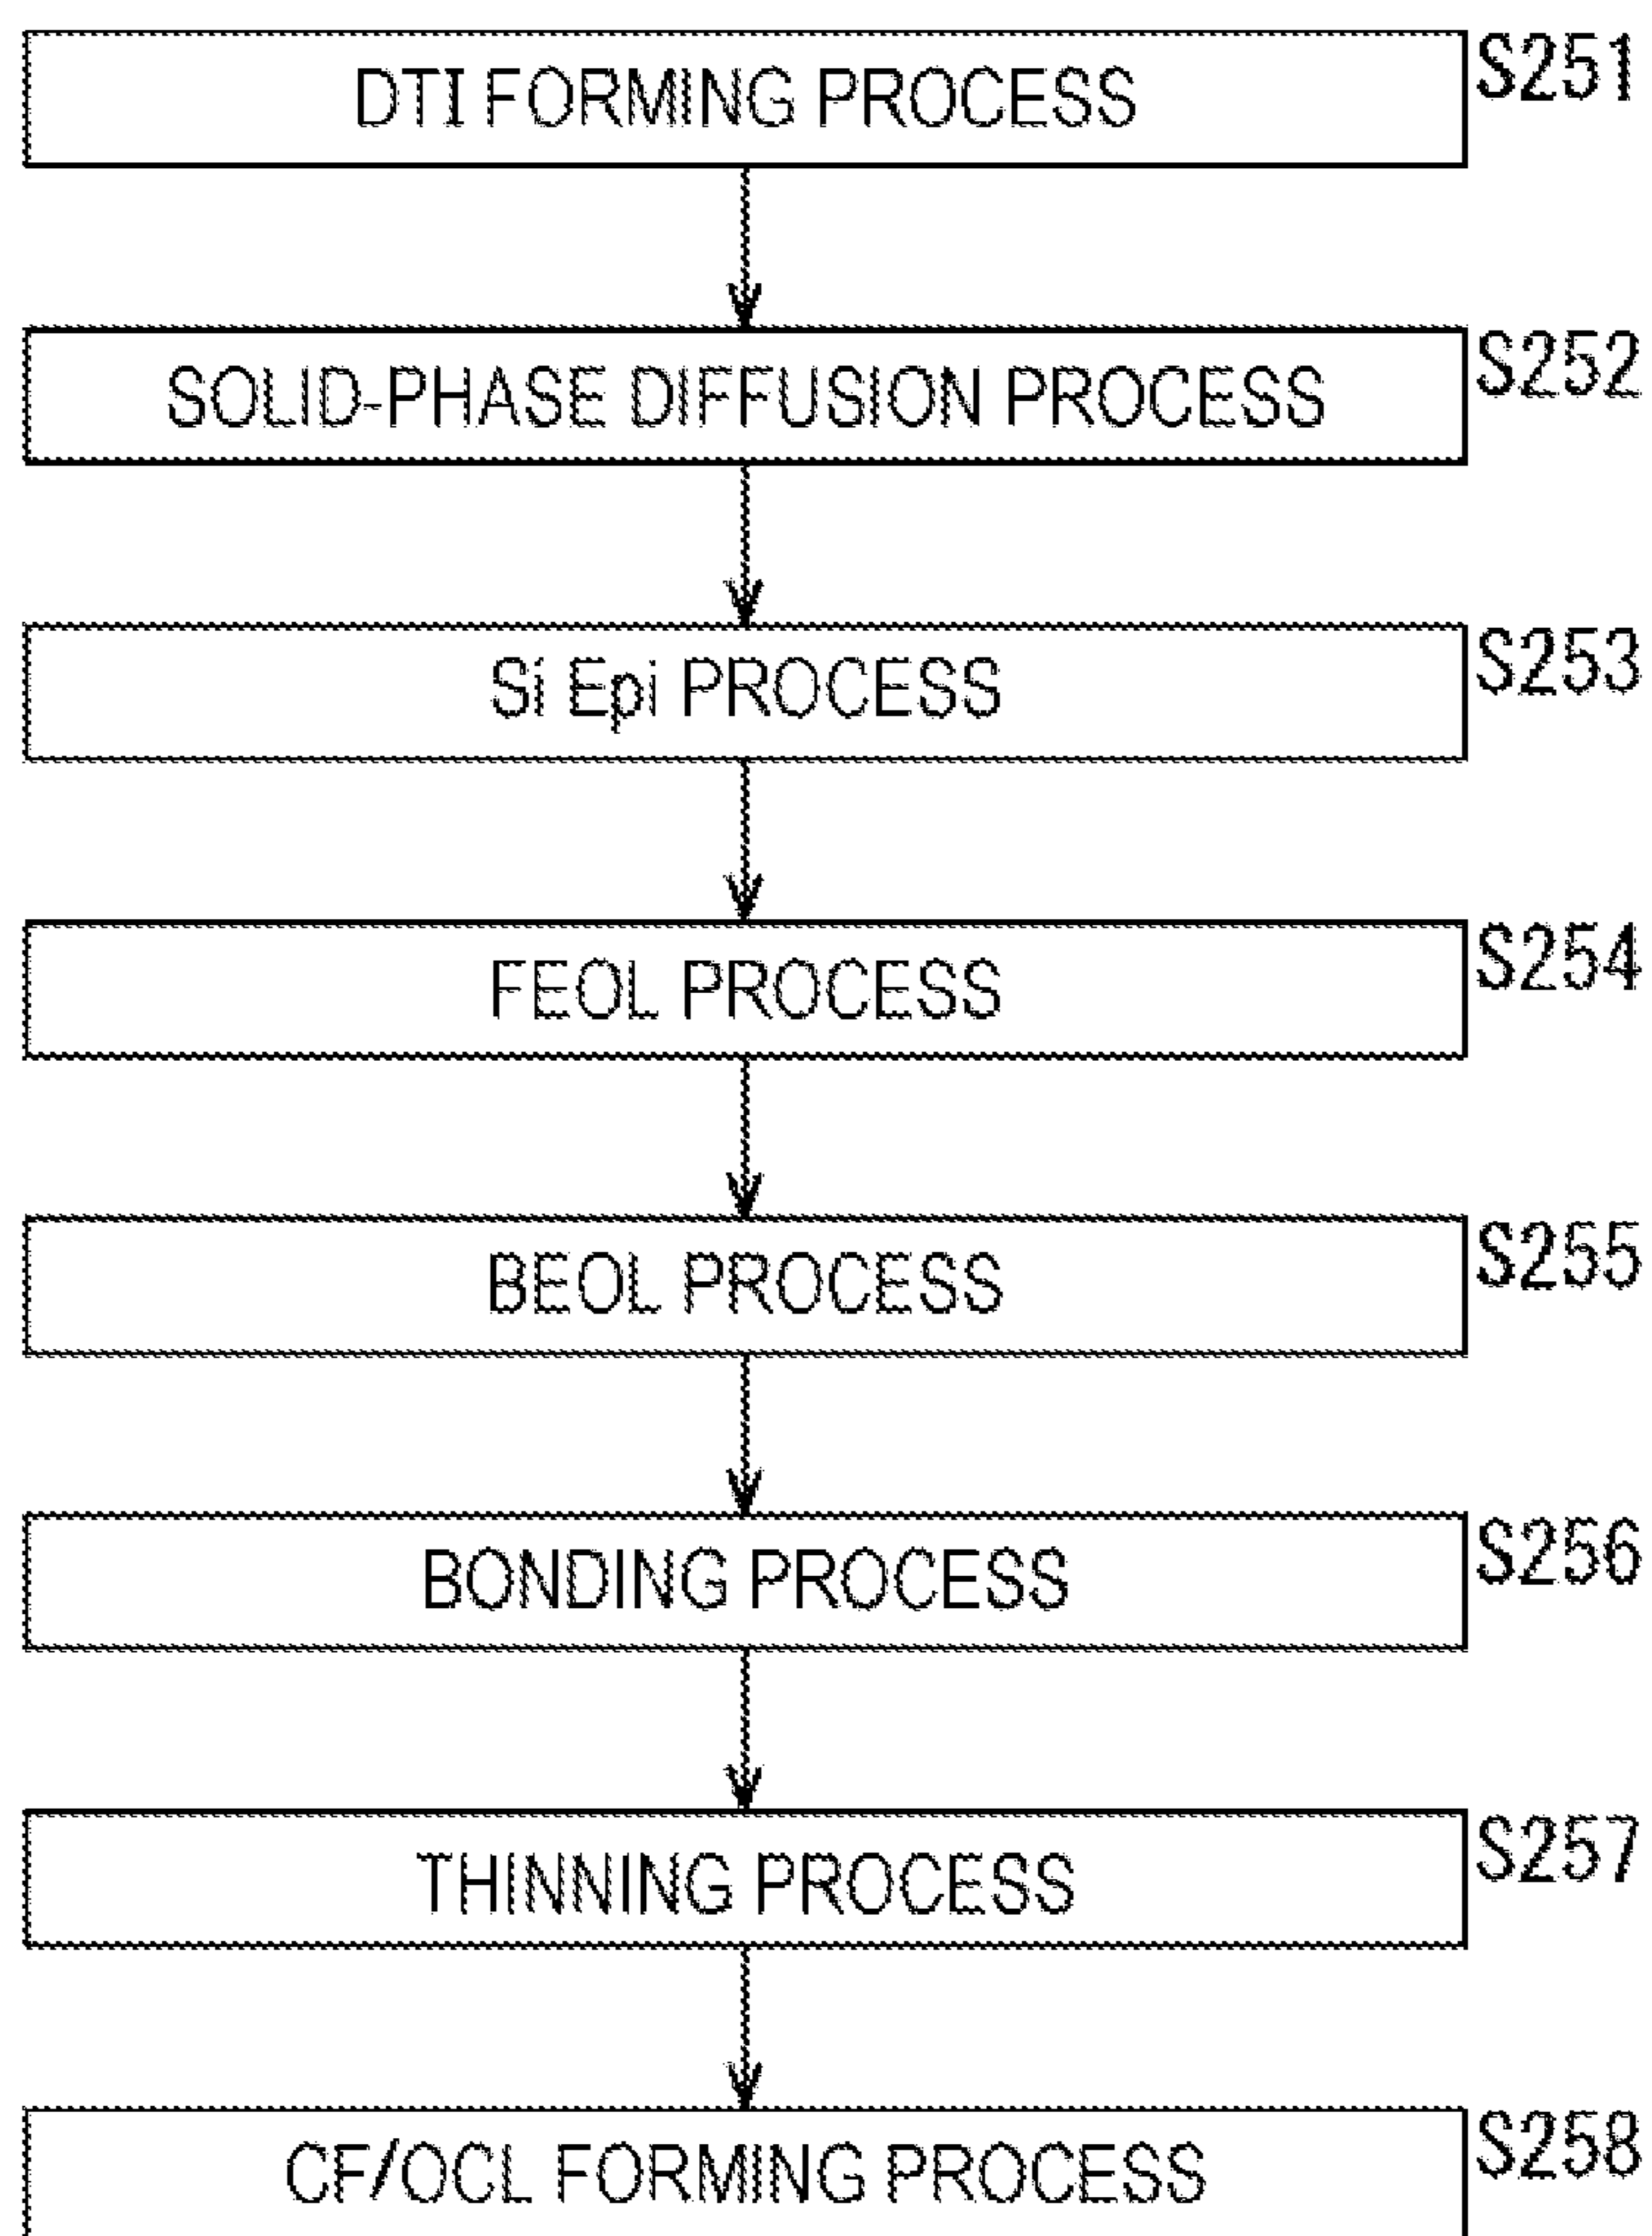 DTI FORMING PROCESS S251
SOLID-PHASE DIFFUSION PROCESS S252
Si Epi PROCESS S253
FEOL PROCESS S254
BEOL PROCESS S255
BONDING PROCESS S256
THINNING PROCESS S257
CF/OCL FORMING PROCESS S258